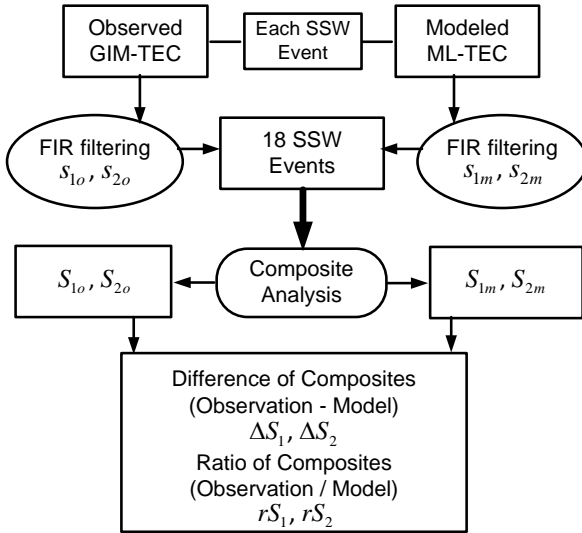 Observed
GIM-TEC
Each SSW
Event
Modeled
ML-TEC
FIR filtering
s₁ₒ, s₂ₒ
18 SSW
Events
FIR filtering
s₁ₘ, s₂ₘ
S₁ₒ, S₂ₒ
Composite
Analysis
S₁ₘ, S₂ₘ
Difference of Composites
(Observation - Model)
ΔS₁, ΔS₂
Ratio of Composites
(Observation / Model)
rS₁, rS₂